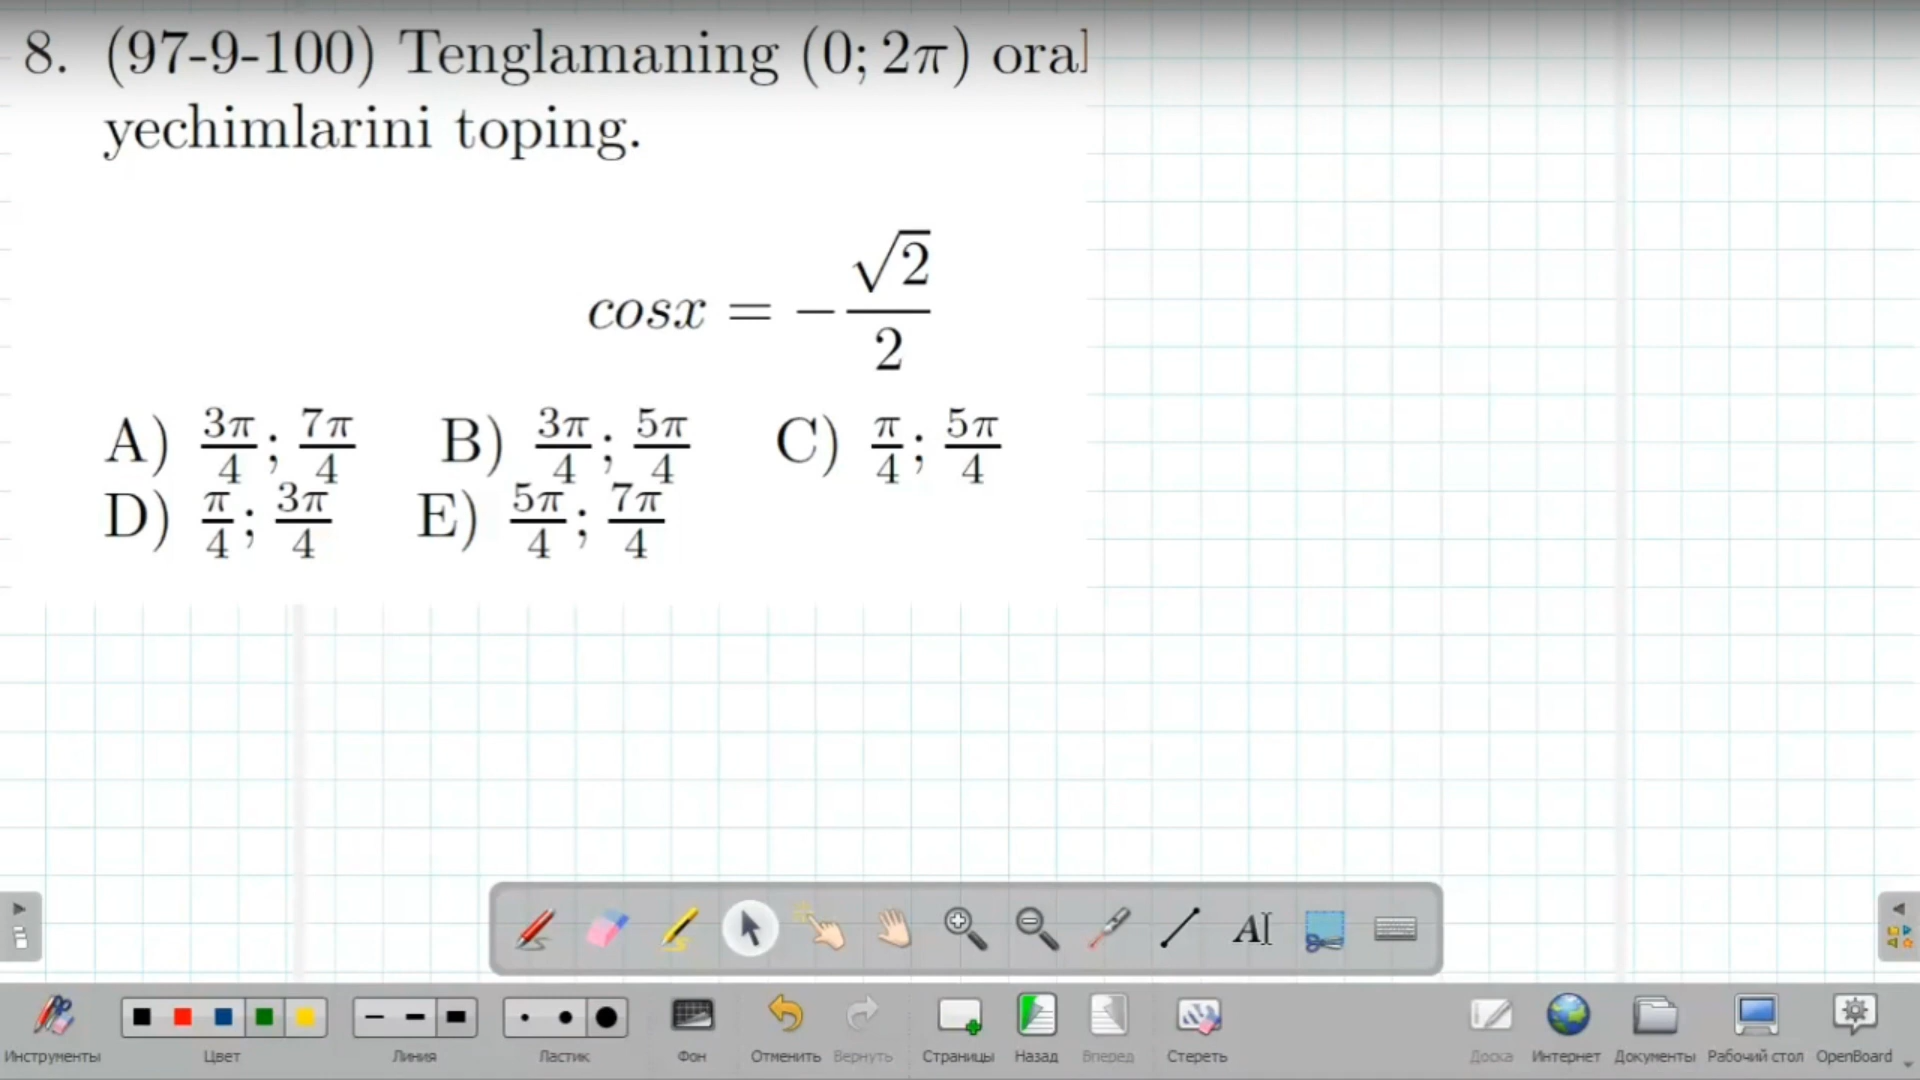 8. (97-9-100) Tenglamaning (0; 2π) oral
yechimlarini toping.
cosx = -√2/2
A) 3π/4; 7π/4 B) 3π/4; 5π/4 C) π/4; 5π/4
D) π/4; 3π/4 E) 5π/4; 7π/4
Инструменты Цвет Линия Ластик Фон Отменить Вернуть Страницы Назад Вперед Стереть Доска Интернет Документы Рабочий стол OpenBoard